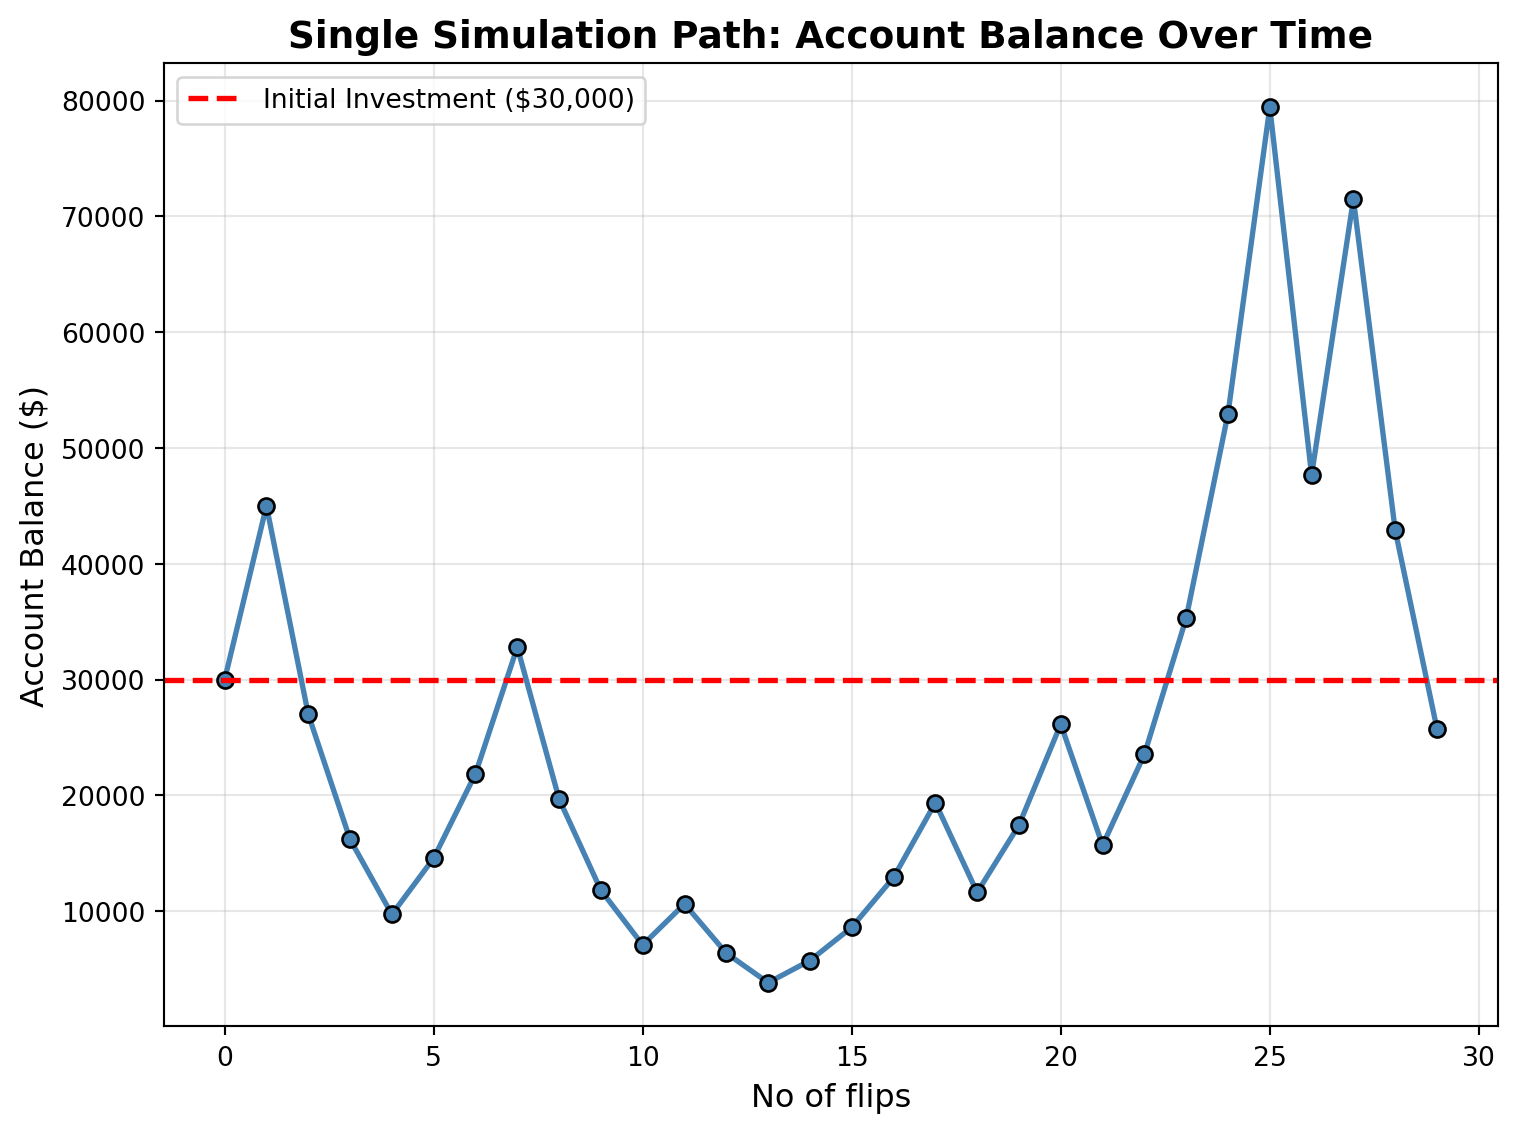 Single Simulation Path: Account Balance Over Time
Initial Investment ($30,000)
80000
70000
60000
50000
40000
30000
20000
10000
Account Balance ($)
0 5 10 15 20 25 30
No of flips